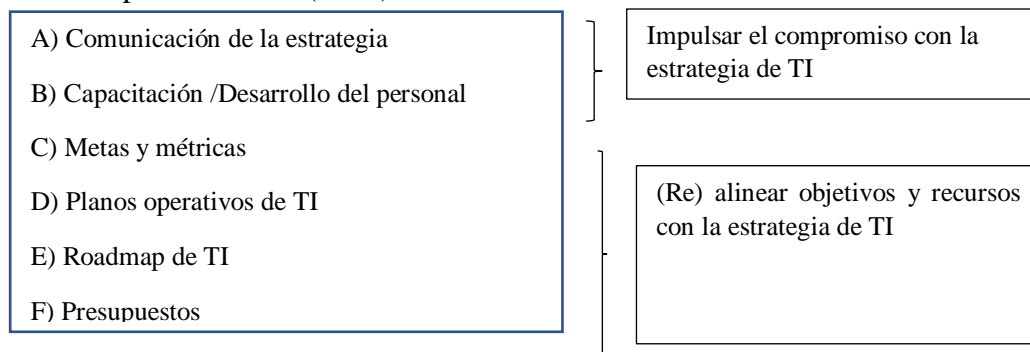 A) Comunicación de la estrategia
B) Capacitación /Desarrollo del personal
C) Metas y métricas
D) Planos operativos de TI
E) Roadmap de TI
F) Presupuestos
Impulsar el compromiso con la
estrategia de TI
(Re) alinear objetivos y recursos
con la estrategia de TI